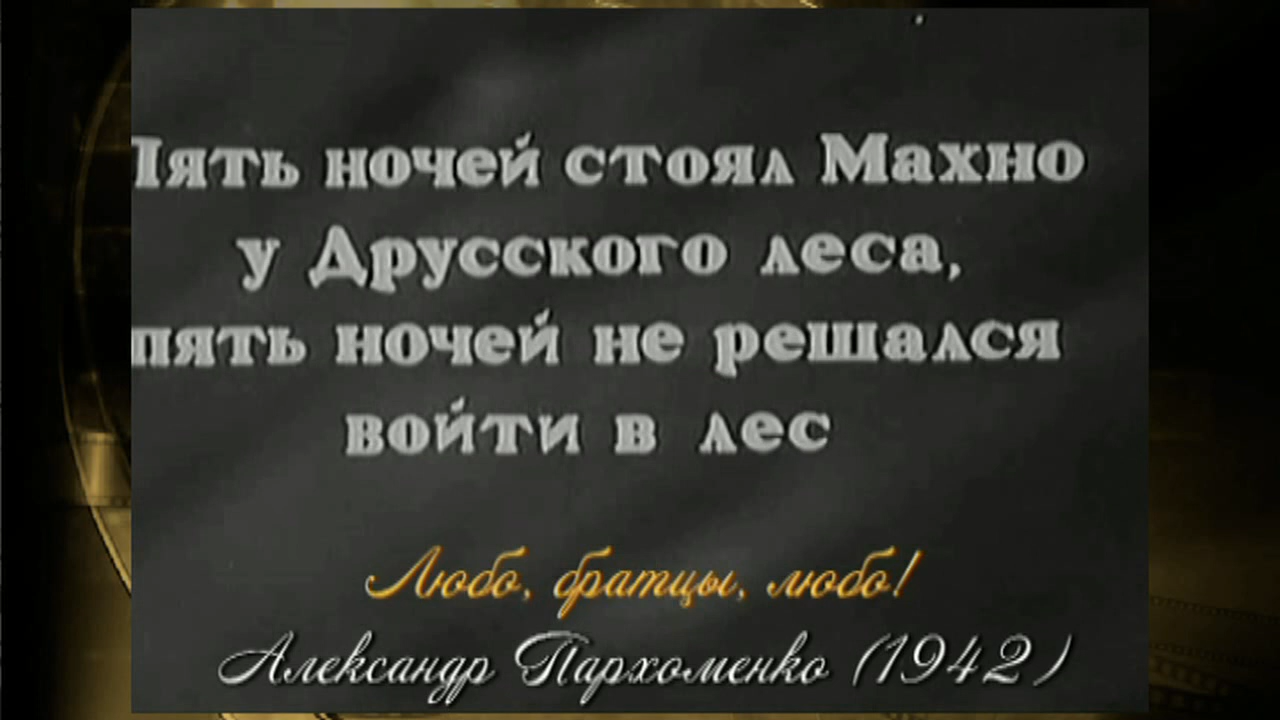 Пять ночей стоял Махно
у Друсского леса,
пять ночей не решался
войти в лес
Любо, братцы, любо!
Александр Пархоменко (1942)